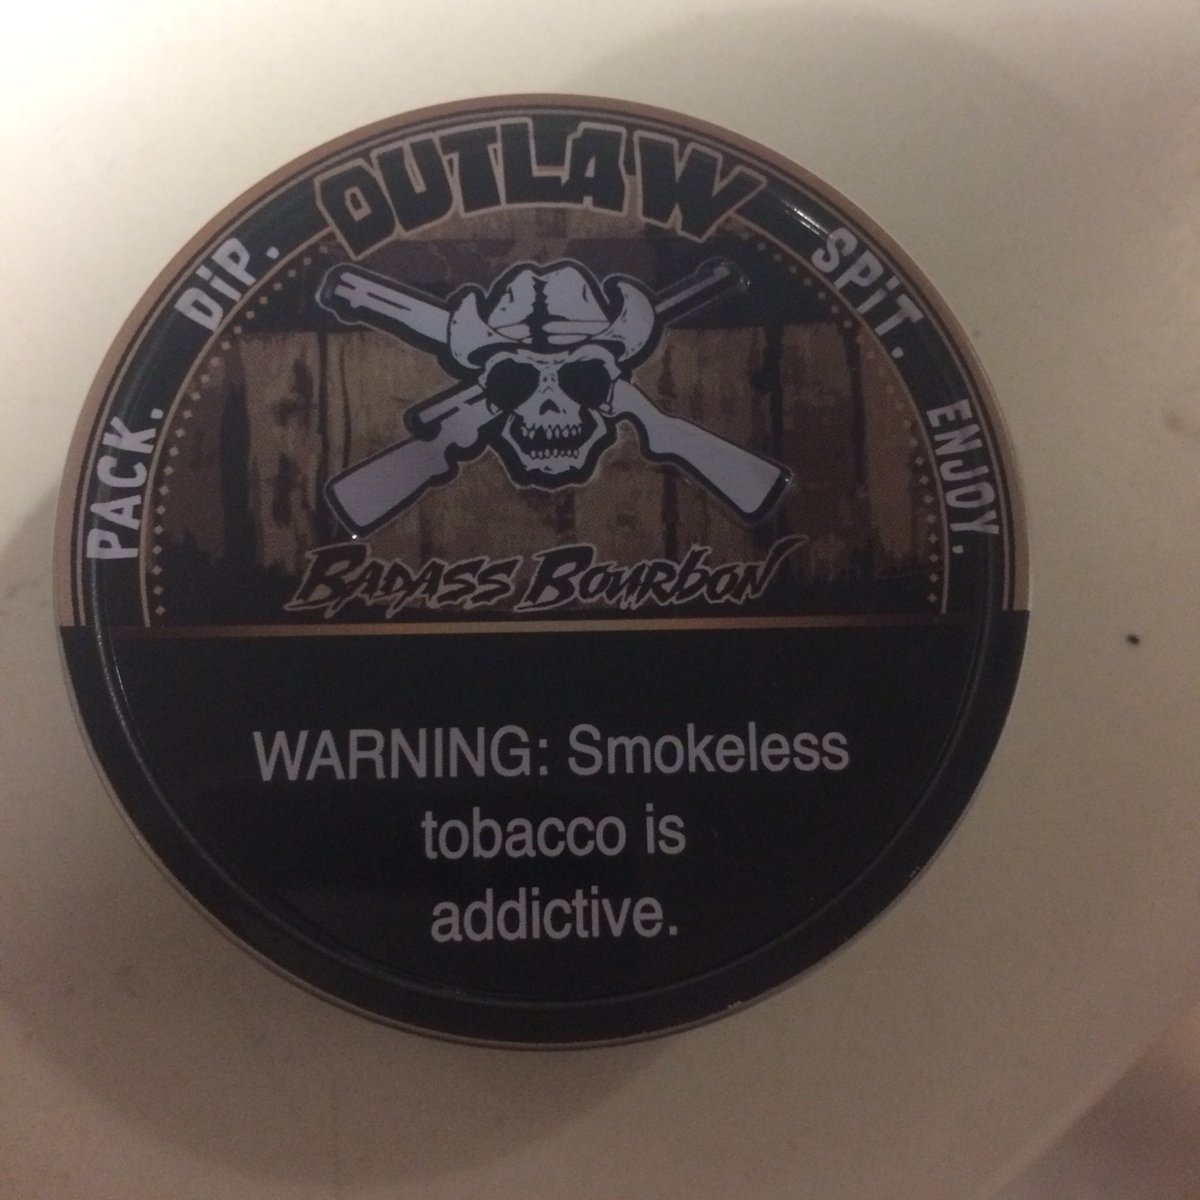 OUTLAW
PACK. DiP. SPiT. ENJOY.
BADASS BOURBON
WARNING: Smokeless
tobacco is
addictive.